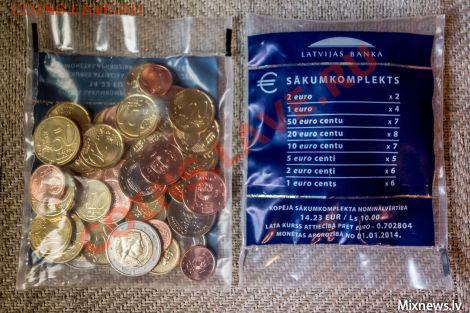 LATVIJAS BANKA
€ SĀKUMKOMPLEKTS
2 euro x 2
1 euro x 4
50 euro centu x 7
20 euro centu x 8
10 euro centu x 7
5 euro centi x 5
2 euro centi x 6
1 euro cents x 6
KOPĒJĀ SĀKUMKOMPLEKTA NOMINĀLVĒRTĪBA
14.23 EUR / Ls 10.00
LATA KURSS ATTIECĪBĀ PRET EURO - 0.702804
MONĒTAS APGROZĪBĀ NO 01.01.2014.
Mixnews.lv